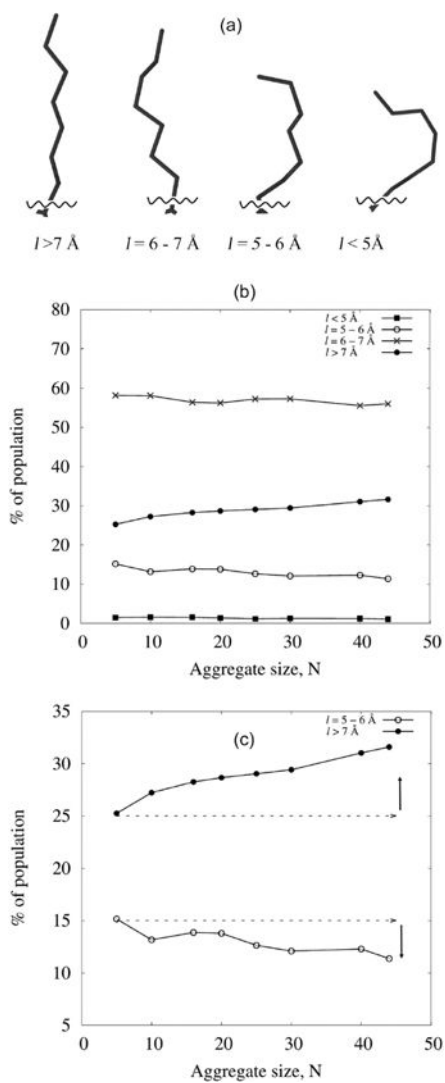 (a)
l >7 Å
l = 6 - 7 Å
l = 5 - 6 Å
l < 5Å
(b)
l < 5 Å
l = 5 – 6 Å
l = 6 – 7 Å
l > 7 Å
% of population
80
70
60
50
40
30
20
10
0
0 10 20 30 40 50
Aggregate size, N
(c)
l = 5 – 6 Å
l > 7 Å
% of population
35
30
25
20
15
10
5
0 10 20 30 40 50
Aggregate size, N